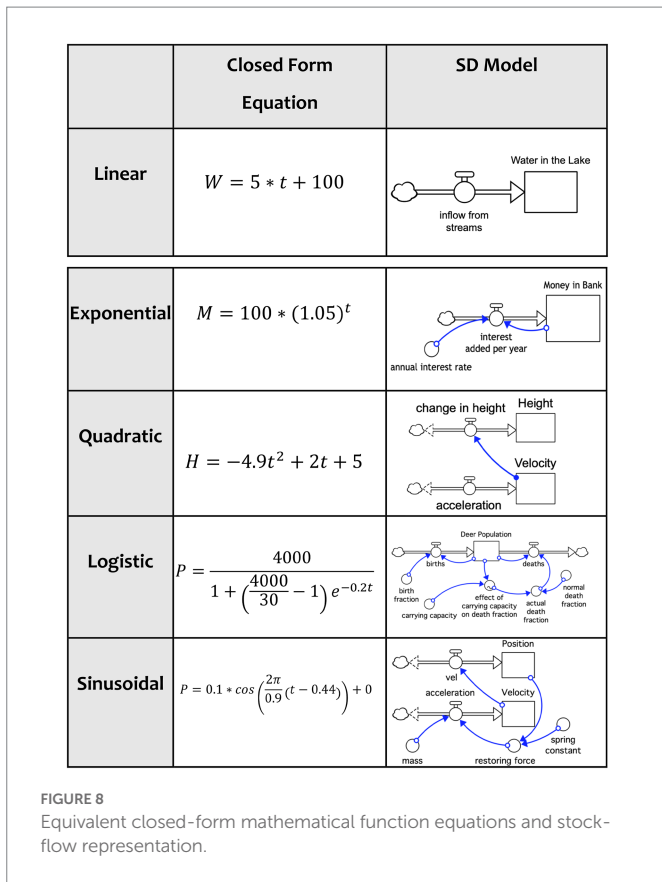 Closed Form
Equation
SD Model
Linear
W = 5 * t + 100
Water in the Lake
inflow from
streams
Exponential
M = 100 * (1.05)^t
Money in Bank
interest
added per year
annual interest rate
Quadratic
H = −4.9t² + 2t + 5
change in height
Height
Velocity
acceleration
Logistic
P = 4000 / (1 + (4000/30 − 1) e^(−0.2t))
Deer Population
births
deaths
birth
fraction
carrying capacity
effect of
carrying capacity
on death fraction
actual
death
fraction
normal
death
fraction
Sinusoidal
P = 0.1 * cos (2π/0.9 (t − 0.44)) + 0
Position
vel
acceleration
Velocity
mass
restoring force
spring
constant
FIGURE 8
Equivalent closed-form mathematical function equations and stock-
flow representation.